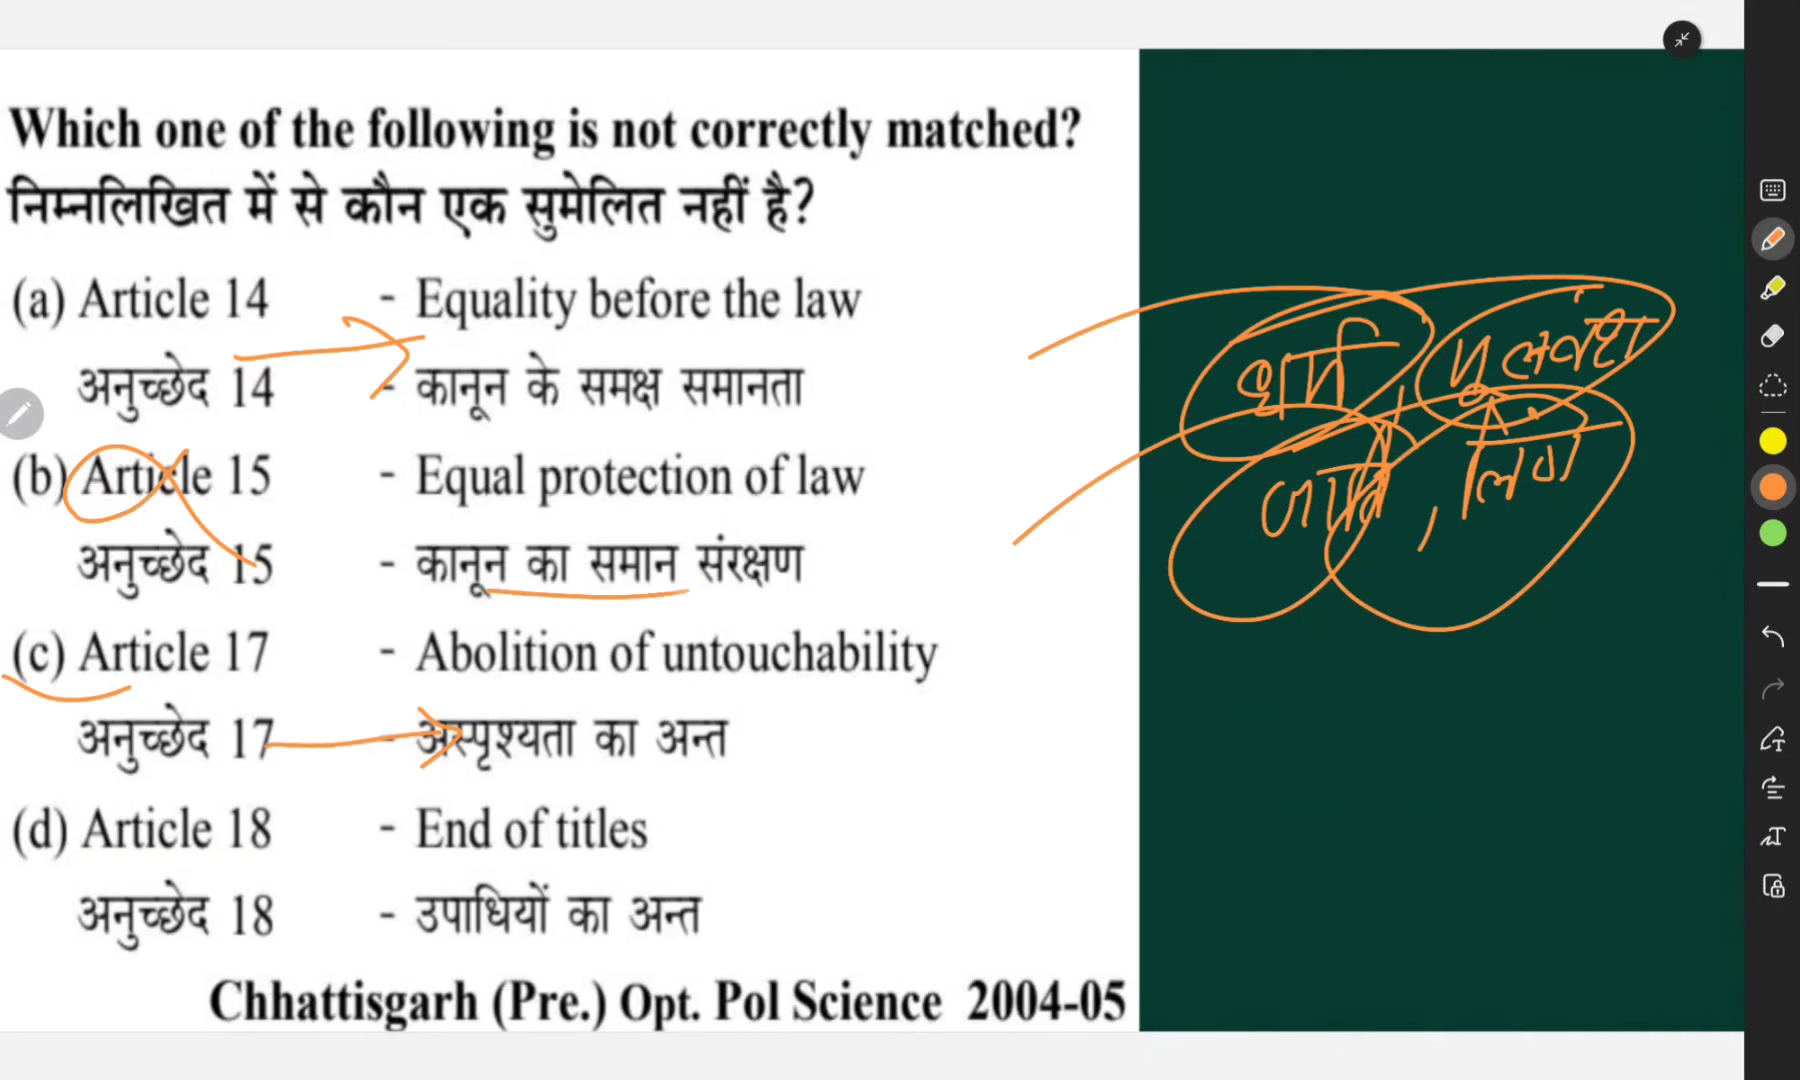 Which one of the following is not correctly matched?
निम्नलिखित में से कौन एक सुमेलित नहीं है?
(a) Article 14 - Equality before the law
अनुच्छेद 14 - कानून के समक्ष समानता
(b) Article 15 - Equal protection of law
अनुच्छेद 15 - कानून का समान संरक्षण
(c) Article 17 - Abolition of untouchability
अनुच्छेद 17 - अस्पृश्यता का अन्त
(d) Article 18 - End of titles
अनुच्छेद 18 - उपाधियों का अन्त
Chhattisgarh (Pre.) Opt. Pol Science 2004-05
धर्म मूलवंश
जाति, लिंग